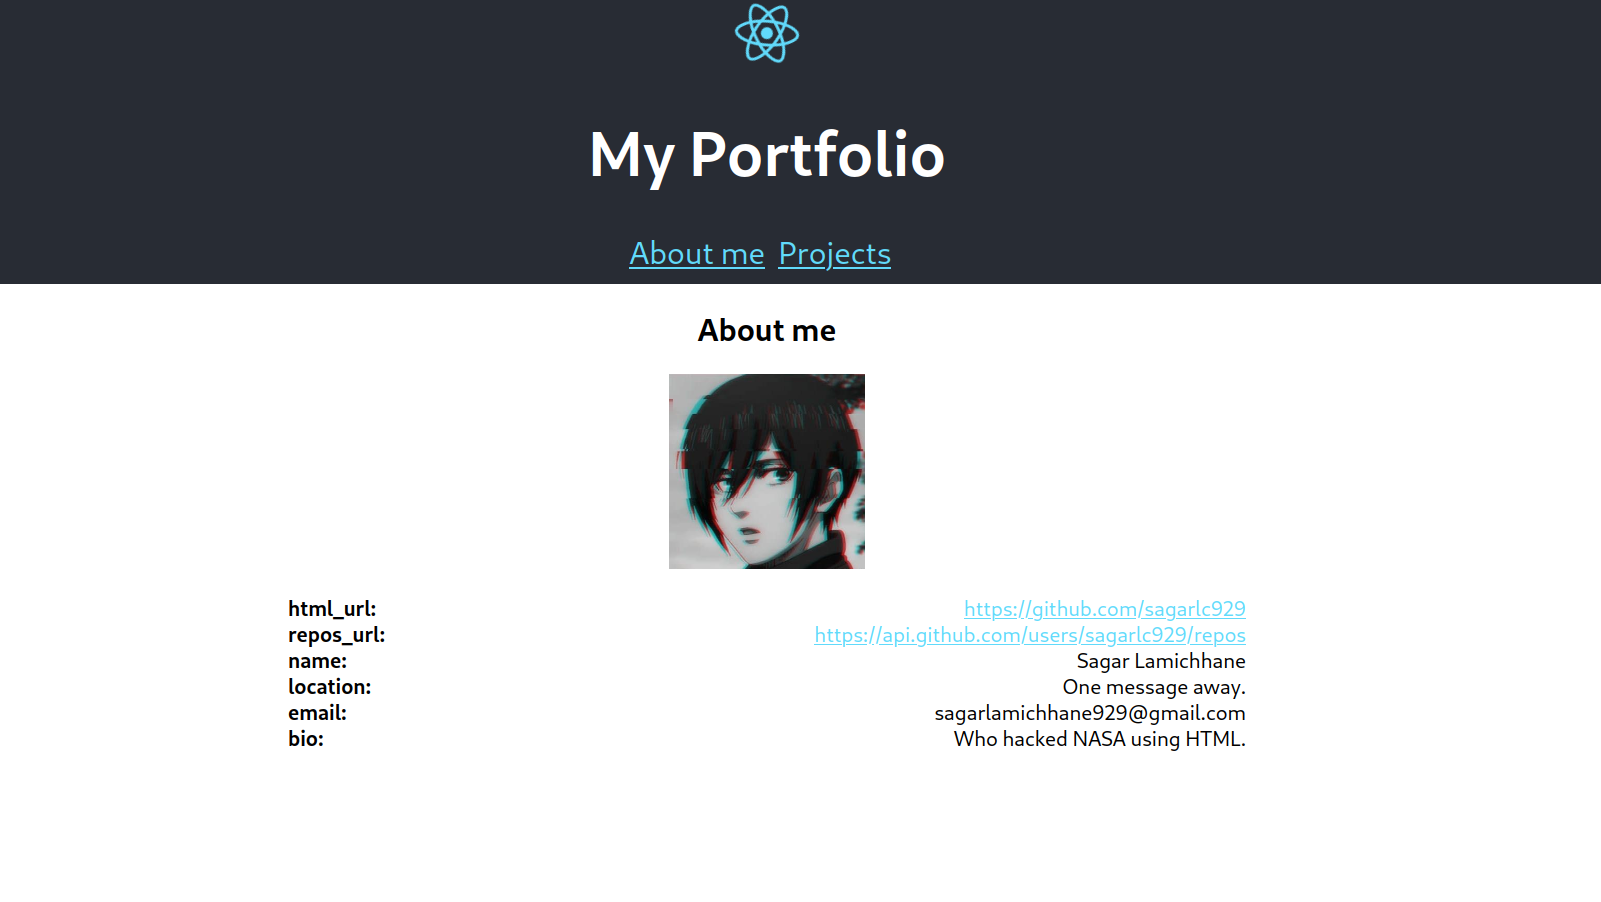 My Portfolio
About me Projects
About me
html_url: https://github.com/sagarlc929
repos_url: https://api.github.com/users/sagarlc929/repos
name: Sagar Lamichhane
location: One message away.
email: sagarlamichhane929@gmail.com
bio: Who hacked NASA using HTML.